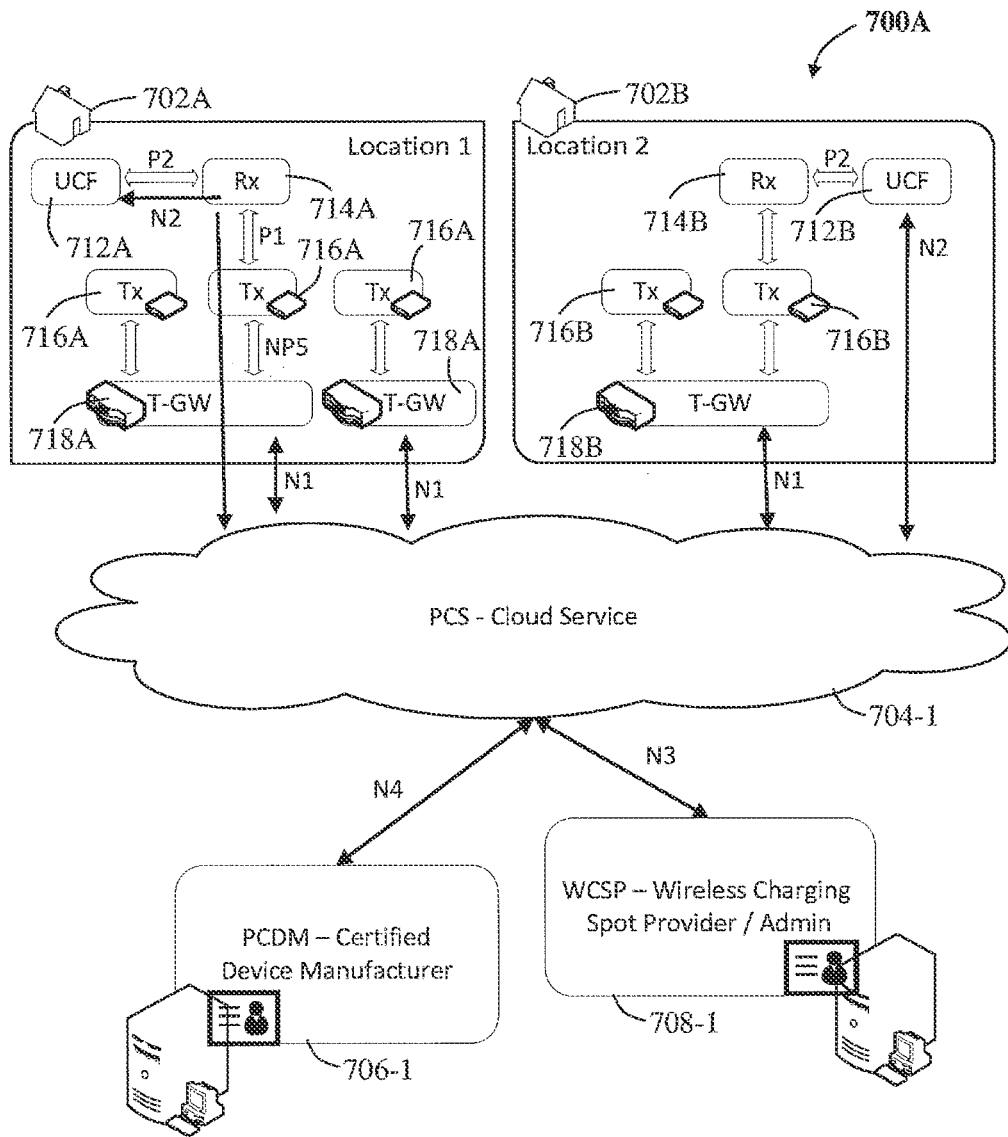 700A
702A
702B
Location 1
Location 2
UCF
P2
Rx
Rx
P2
UCF
N2
714A
714B
712B
712A
P1
716A
716A
N2
Tx
Tx
Tx
Tx
Tx
716A
NP5
718A
716B
716B
T-GW
T-GW
T-GW
718A
718B
N1
N1
N1
PCS - Cloud Service
704-1
N4
N3
WCSP – Wireless Charging
Spot Provider / Admin
PCDM – Certified
Device Manufacturer
708-1
706-1